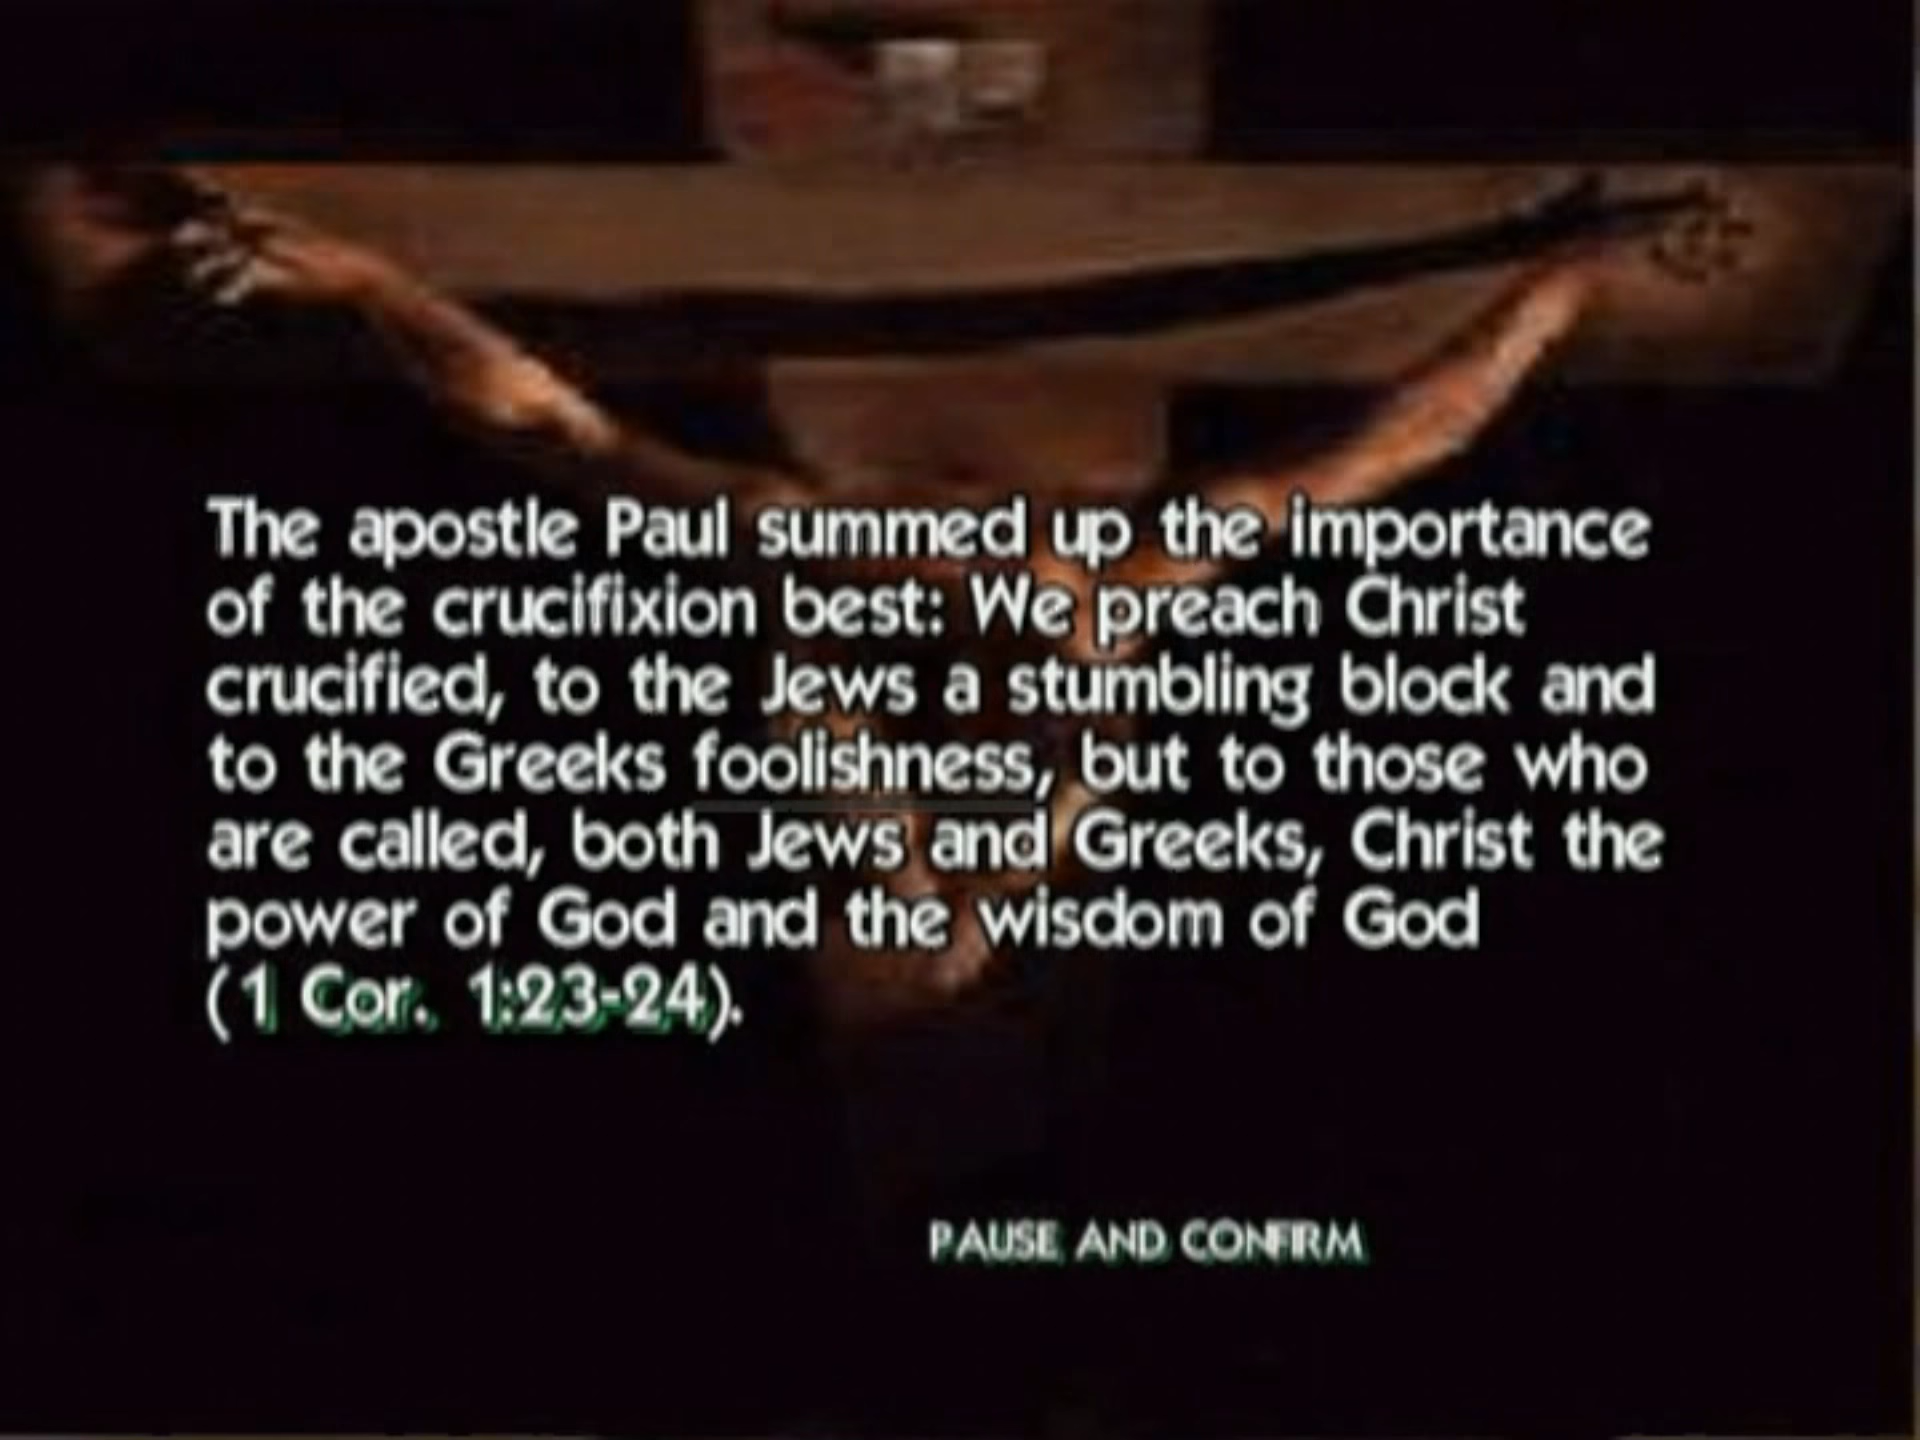 The apostle Paul summed up the importance
of the crucifixion best: We preach Christ
crucified, to the Jews a stumbling block and
to the Greeks foolishness, but to those who
are called, both Jews and Greeks, Christ the
power of God and the wisdom of God
(1 Cor. 1:23-24).
PAUSE AND CONFIRM